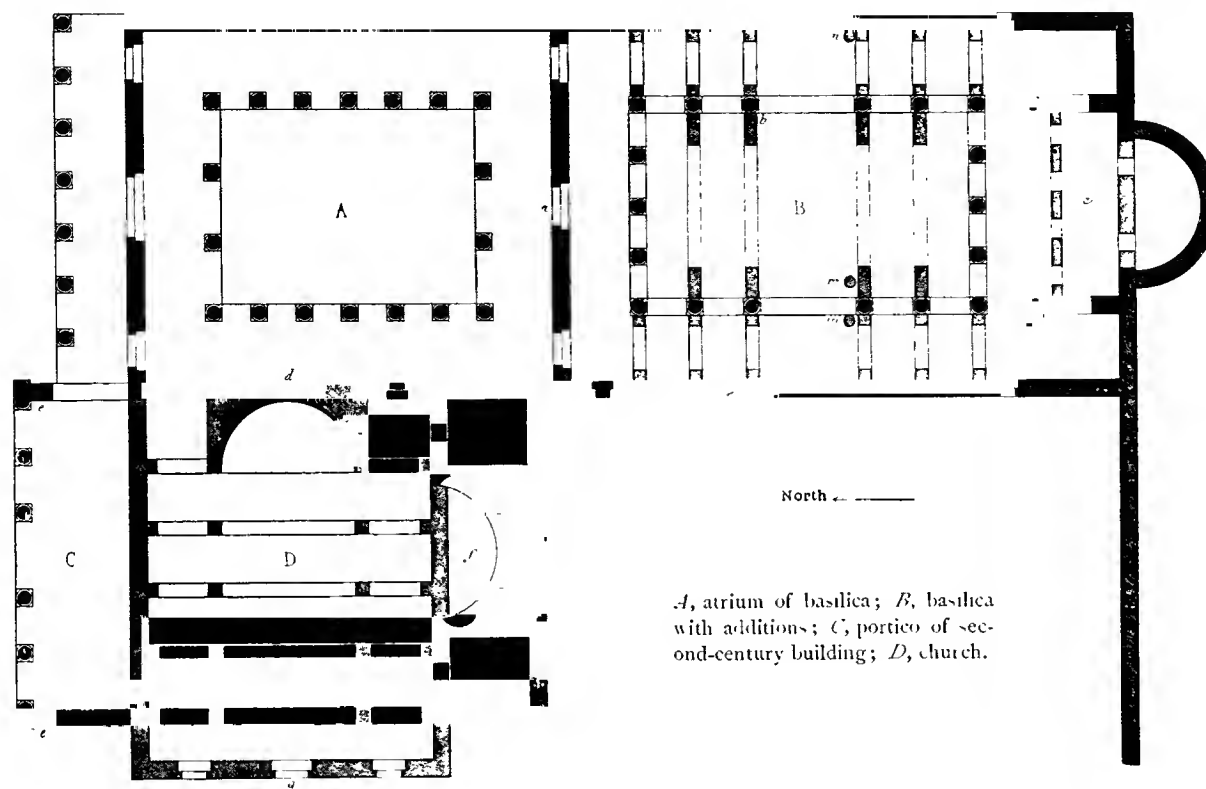 n
A
b
n
B
m
m
d
e
North
C
D
f
A, atrium of basilica; B, basilica
with additions; C, portico of sec-
ond-century building; D, church.
e